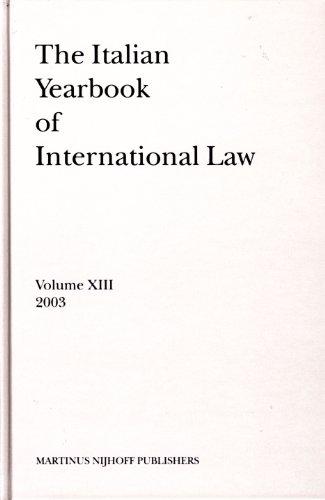 The Italian
Yearbook
of
International Law
Volume XIII
2003
MARTINUS NIJHOFF PUBLISHERS